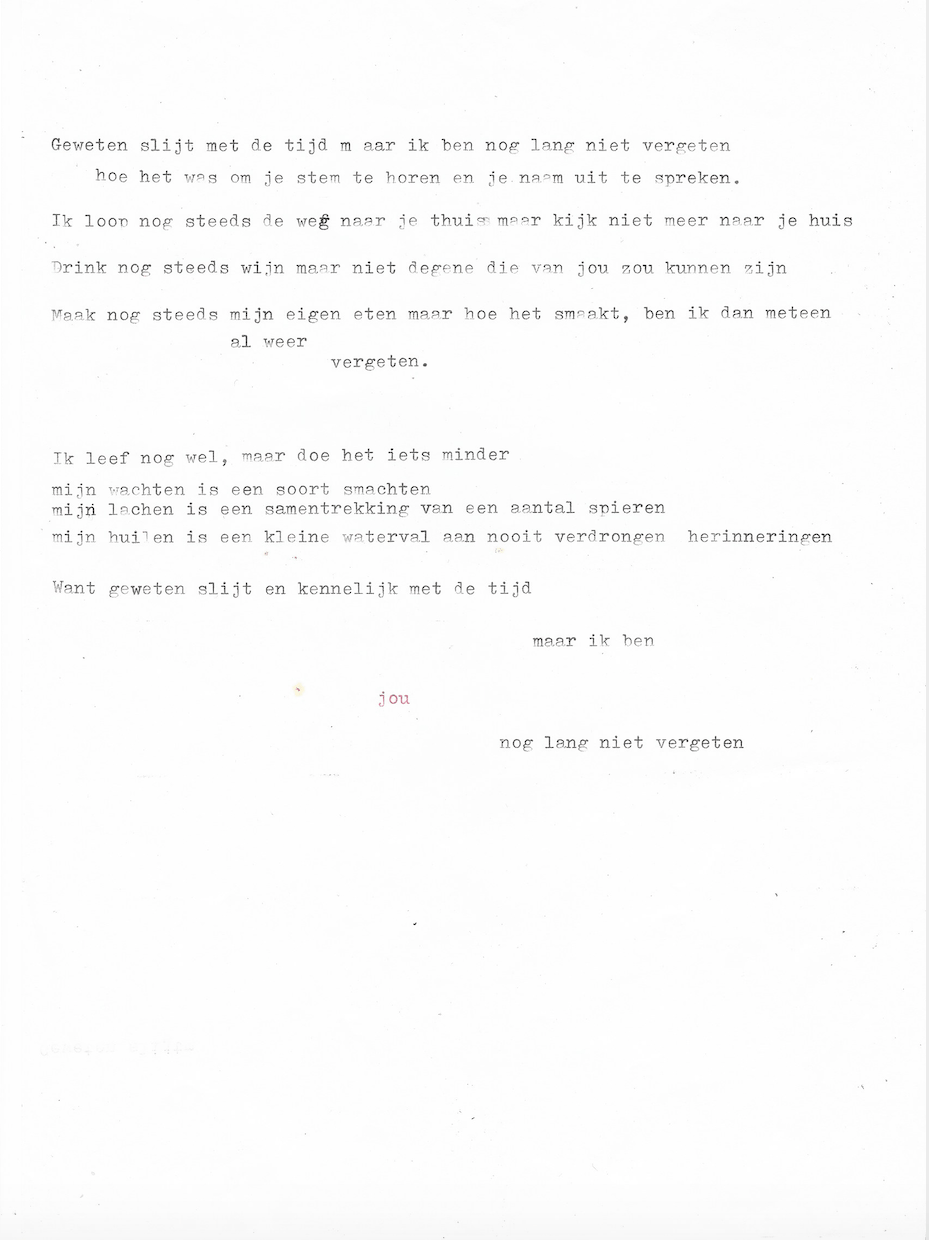 Geweten slijt met de tijd m aar ik ben nog lang niet vergeten
hoe het was om je stem te horen en je naam uit te spreken.
Ik loop nog steeds de weg naar je thuis maar kijk niet meer naar je huis
Drink nog steeds wijn maar niet degene die van jou zou kunnen zijn
Maak nog steeds mijn eigen eten maar hoe het smaakt, ben ik dan meteen
al weer
vergeten.
Ik leef nog wel, maar doe het iets minder
mijn wachten is een soort smachten
mijn lachen is een samentrekking van een aantal spieren
mijn huilen is een kleine waterval aan nooit verdrongen herinneringen
Want geweten slijt en kennelijk met de tijd
maar ik ben
jou
nog lang niet vergeten